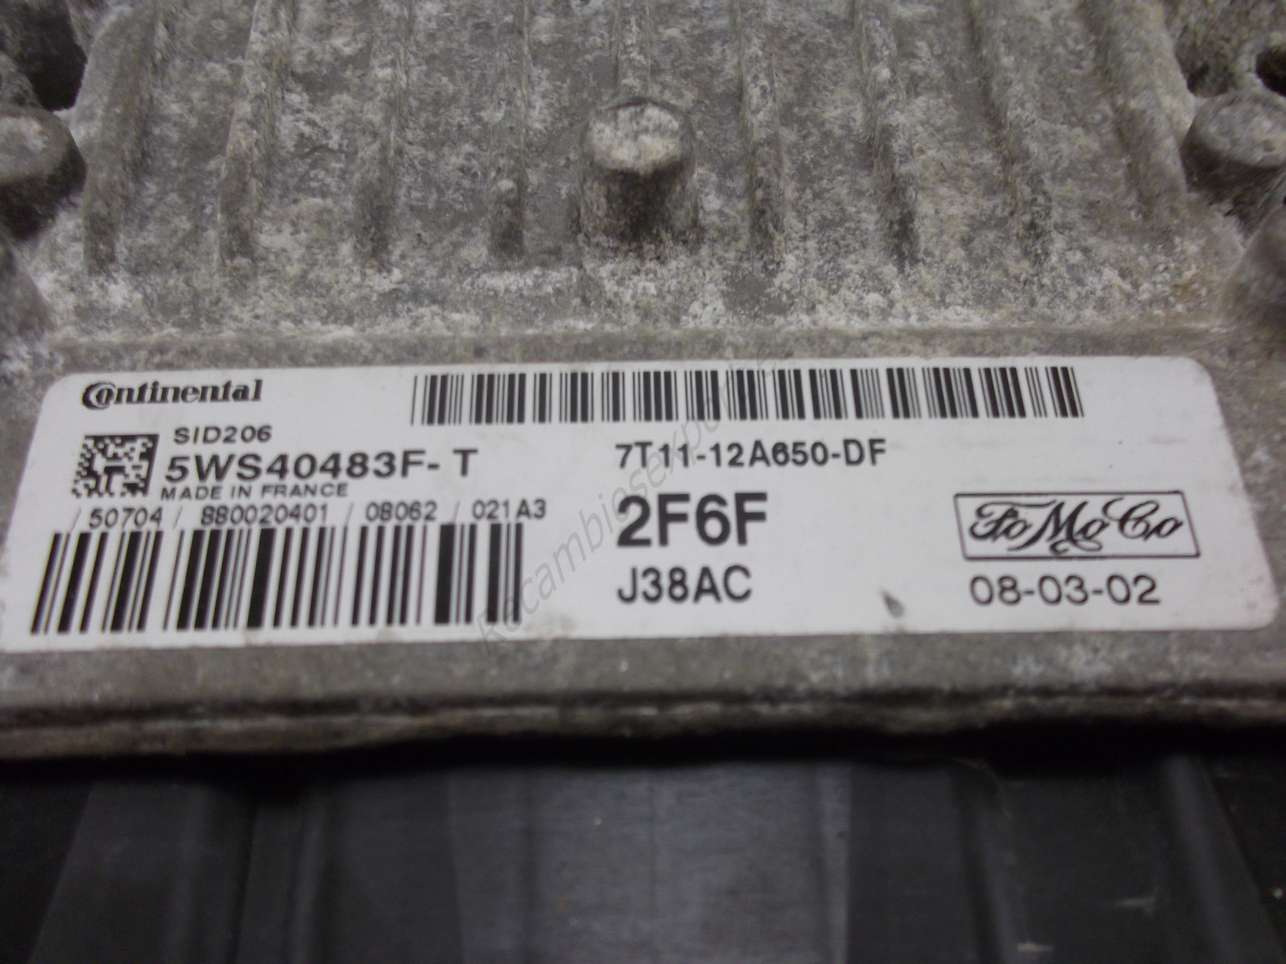 Continental
SID206
5WS40483F-T
MADE IN FRANCE
/ 50704 / 880020401 / 08062 / 021A3
7T11-12A650-DF
2F6F
J38AC
FoMoCo
08-03-02